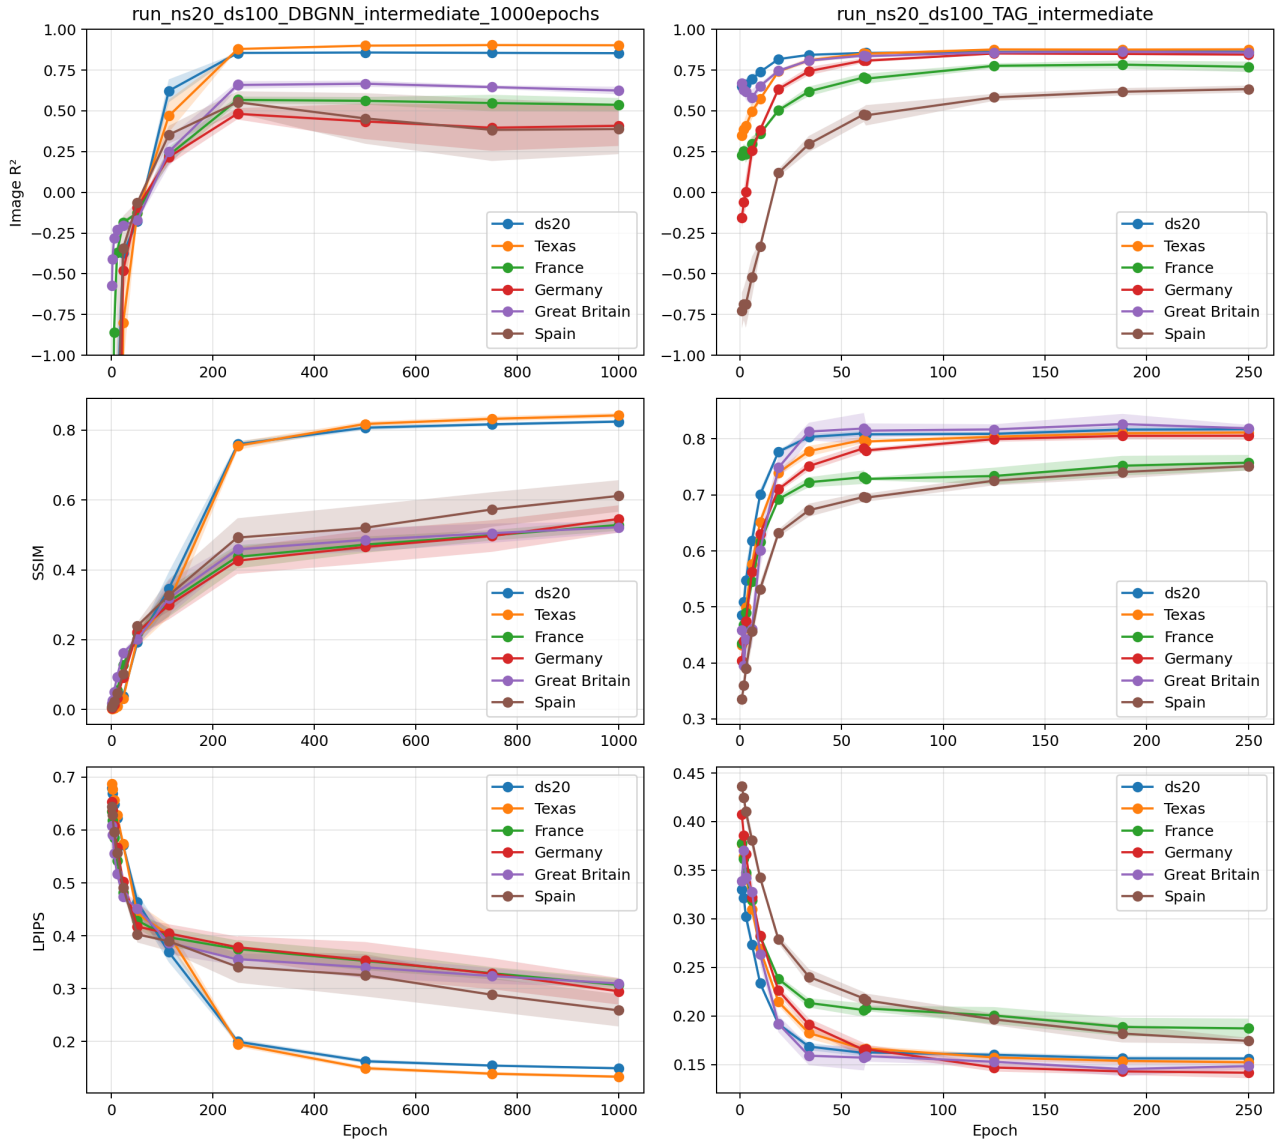 run_ns20_ds100_DBGNN_intermediate_1000epochs
1.00
0.75
0.50
0.25
0.00
−0.25
−0.50
−0.75
−1.00
Image R²
0 200 400 600 800 1000
ds20
Texas
France
Germany
Great Britain
Spain
run_ns20_ds100_TAG_intermediate
1.00
0.75
0.50
0.25
0.00
−0.25
−0.50
−0.75
−1.00
0 50 100 150 200 250
ds20
Texas
France
Germany
Great Britain
Spain
0.8
0.6
0.4
0.2
0.0
SSIM
0 200 400 600 800 1000
ds20
Texas
France
Germany
Great Britain
Spain
0.8
0.7
0.6
0.5
0.4
0.3
0 50 100 150 200 250
ds20
Texas
France
Germany
Great Britain
Spain
0.7
0.6
0.5
0.4
0.3
0.2
LPIPS
0 200 400 600 800 1000
Epoch
ds20
Texas
France
Germany
Great Britain
Spain
0.45
0.40
0.35
0.30
0.25
0.20
0.15
0 50 100 150 200 250
Epoch
ds20
Texas
France
Germany
Great Britain
Spain